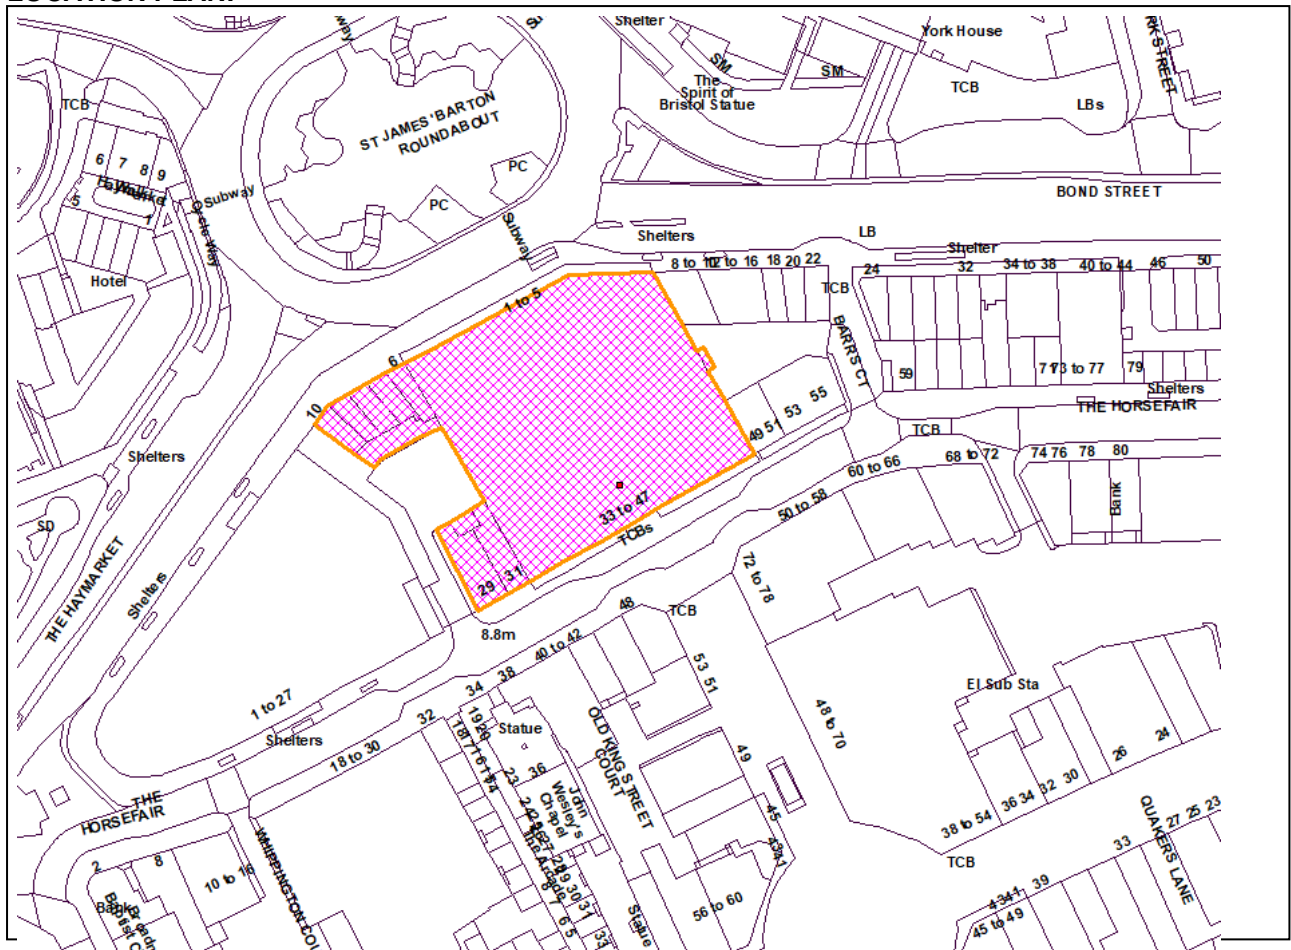 Shelter
York House
YORK STREET
SM
SM
The
Spirit of
Bristol Statue
TCB
LBs
TCB
ST JAMES' BARTON
ROUNDABOUT
PC
PC
6 7 8 9
5
1
Subway
Subway
BOND STREET
Shelters
LB
Shelter
Hotel
8 to 10
12 to 16
18
20
22
24
32
34 to 38
40 to 44
46
50
TCB
1 to 5
6
10
BARRS CT
59
71
73 to 77
79
Shelters
THE HORSEFAIR
55
53
51
49
TCB
Shelters
60 to 66
68 to 72
74 76 78 80
Bank
SD
33 to 47
TCBs
50 to 58
THE HAYMARKET
Shelters
29
31
72 to 78
48
TCB
8.8m
40 to 42
38
34
53 51
El Sub Sta
1 to 27
32
Shelters
18 to 30
Statue
OLD KING STREET
COURT
48 to 70
36
John
Wesley's
Chapel
The Arcade
49
45
26
24
30
32
36 34
38 to 54
THE
HORSEFAIR
2
8
10 to 16
56 to 60
Statue
TCB
QUAKERS LANE
27 25 23
33
39
45 to 49